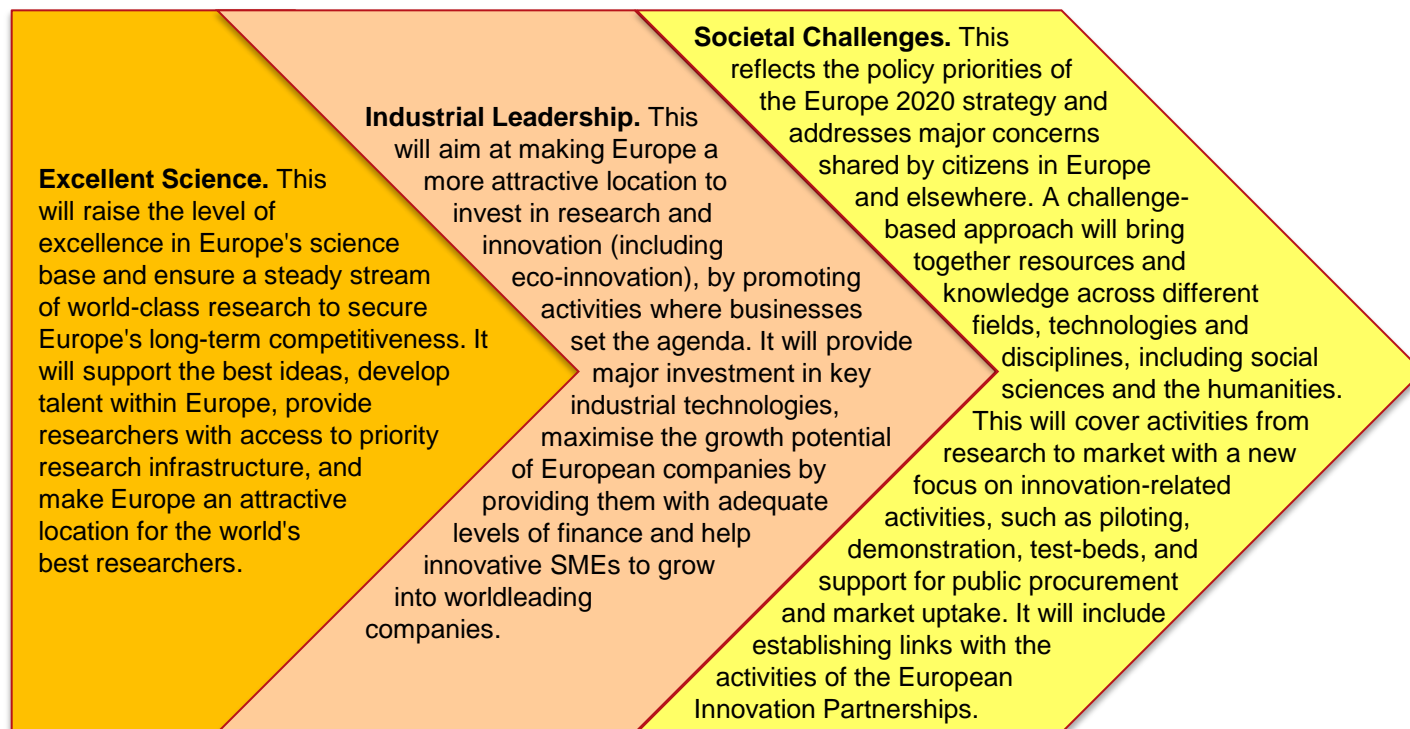 Excellent Science. This
will raise the level of
excellence in Europe's science
base and ensure a steady stream
of world-class research to secure
Europe's long-term competitiveness. It
will support the best ideas, develop
talent within Europe, provide
researchers with access to priority
research infrastructure, and
make Europe an attractive
location for the world's
best researchers.
Industrial Leadership. This
will aim at making Europe a
more attractive location to
invest in research and
innovation (including
eco-innovation), by promoting
activities where businesses
set the agenda. It will provide
major investment in key
industrial technologies,
maximise the growth potential
of European companies by
providing them with adequate
levels of finance and help
innovative SMEs to grow
into worldleading
companies.
Societal Challenges. This
reflects the policy priorities of
the Europe 2020 strategy and
addresses major concerns
shared by citizens in Europe
and elsewhere. A challenge-
based approach will bring
together resources and
knowledge across different
fields, technologies and
disciplines, including social
sciences and the humanities.
This will cover activities from
research to market with a new
focus on innovation-related
activities, such as piloting,
demonstration, test-beds, and
support for public procurement
and market uptake. It will include
establishing links with the
activities of the European
Innovation Partnerships.